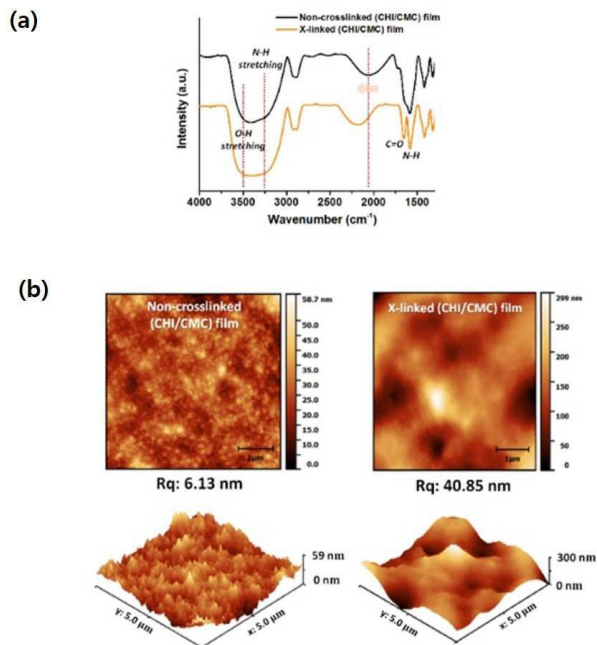 (a)
Non-crosslinked (CHI/CMC) film
X-linked (CHI/CMC) film
N-H
stretching
O-H
stretching
C=O
N-H
Intensity (a.u.)
4000
3500
3000
2500
2000
1500
Wavenumber (cm⁻¹)
(b)
Non-crosslinked
(CHI/CMC) film
58.7 nm
50.0
45.0
40.0
35.0
30.0
25.0
20.0
15.0
10.0
0.0
Rq: 6.13 nm
X-linked (CHI/CMC) film
299 nm
250
200
150
100
50
0
1μm
Rq: 40.85 nm
59 nm
0 nm
y: 5.0 μm
x: 5.0 μm
300 nm
0 nm
y: 5.0 μm
x: 5.0 μm